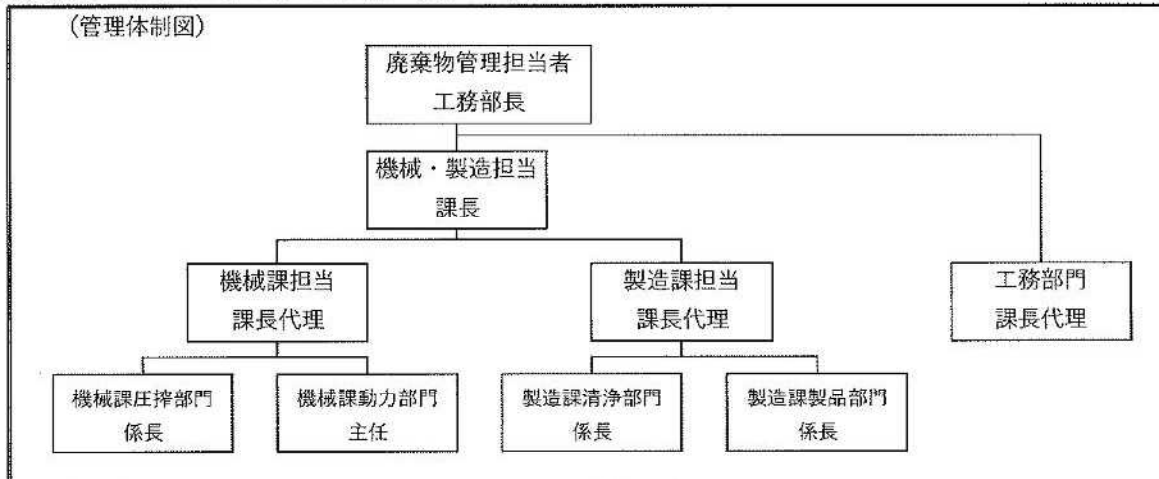 (管理体制図)
廃棄物管理担当者
工務部長
機械・製造担当
課長
機械課担当
課長代理
製造課担当
課長代理
工務部門
課長代理
機械課圧搾部門
係長
機械課動力部門
主任
製造課清浄部門
係長
製造課製品部門
係長